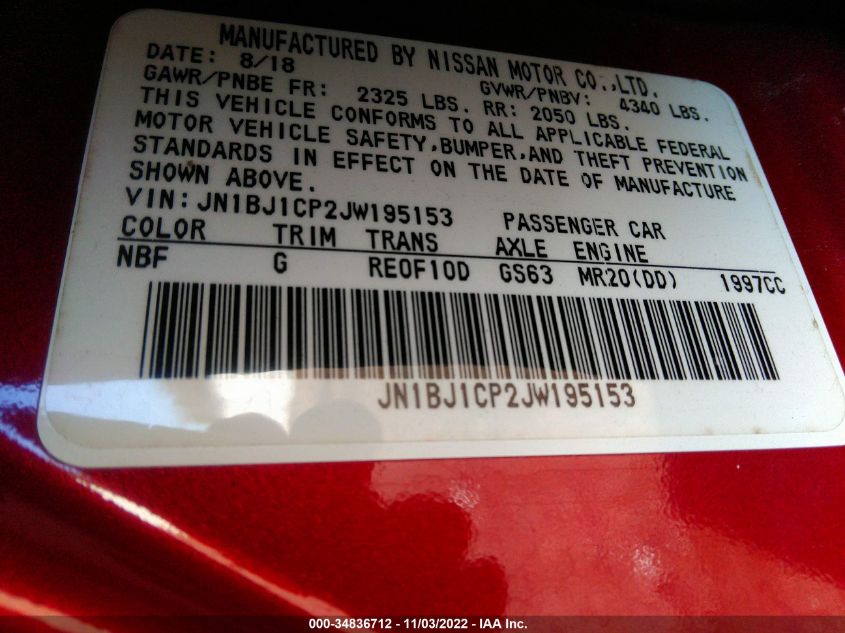 MANUFACTURED BY NISSAN MOTOR CO.,LTD.
DATE: 8/18 GVWR/PNBV: 4340 LBS.
GAWR/PNBE FR: 2325 LBS. RR: 2050 LBS.
THIS VEHICLE CONFORMS TO ALL APPLICABLE FEDERAL
MOTOR VEHICLE SAFETY,BUMPER,AND THEFT PREVENTION
STANDARDS IN EFFECT ON THE DATE OF MANUFACTURE
SHOWN ABOVE.
VIN:JN1BJ1CP2JW195153 PASSENGER CAR
COLOR TRIM TRANS AXLE ENGINE
NBF G RE0F10D GS63 MR20(DD) 1997CC
JN1BJ1CP2JW195153
000-34836712 - 11/03/2022 - IAA Inc.